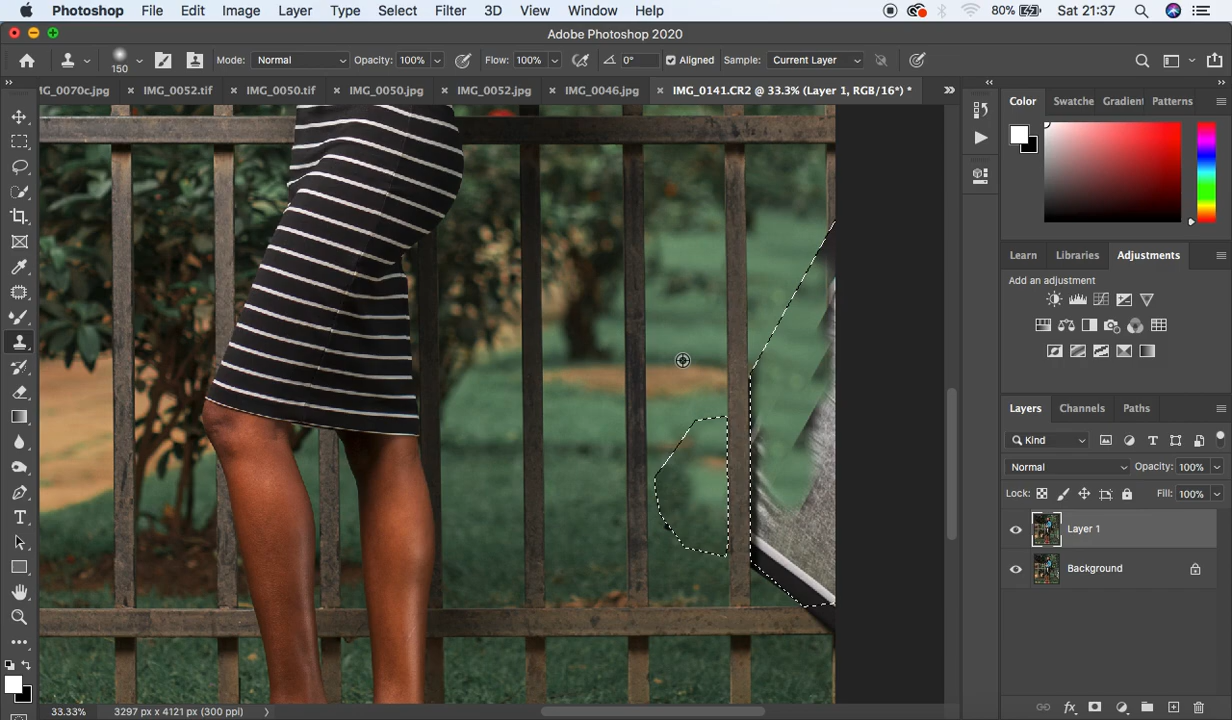 Photoshop File Edit Image Layer Type Select Filter 3D View Window Help 80% Sat 21:37
Adobe Photoshop 2020
150 Mode: Normal Opacity: 100% Flow: 100% 0° Aligned Sample: Current Layer
MG_0070c.jpg IMG_0052.tif IMG_0050.tif IMG_0050.jpg IMG_0052.jpg IMG_0046.jpg IMG_0141.CR2 @ 33.3% (Layer 1, RGB/16*) *
Color Swatche Gradient Patterns
Learn Libraries Adjustments
Add an adjustment
Layers Channels Paths
Kind
Normal Opacity: 100%
Lock: Fill: 100%
Layer 1
Background
33.33% 3297 px x 4121 px (300 ppi)